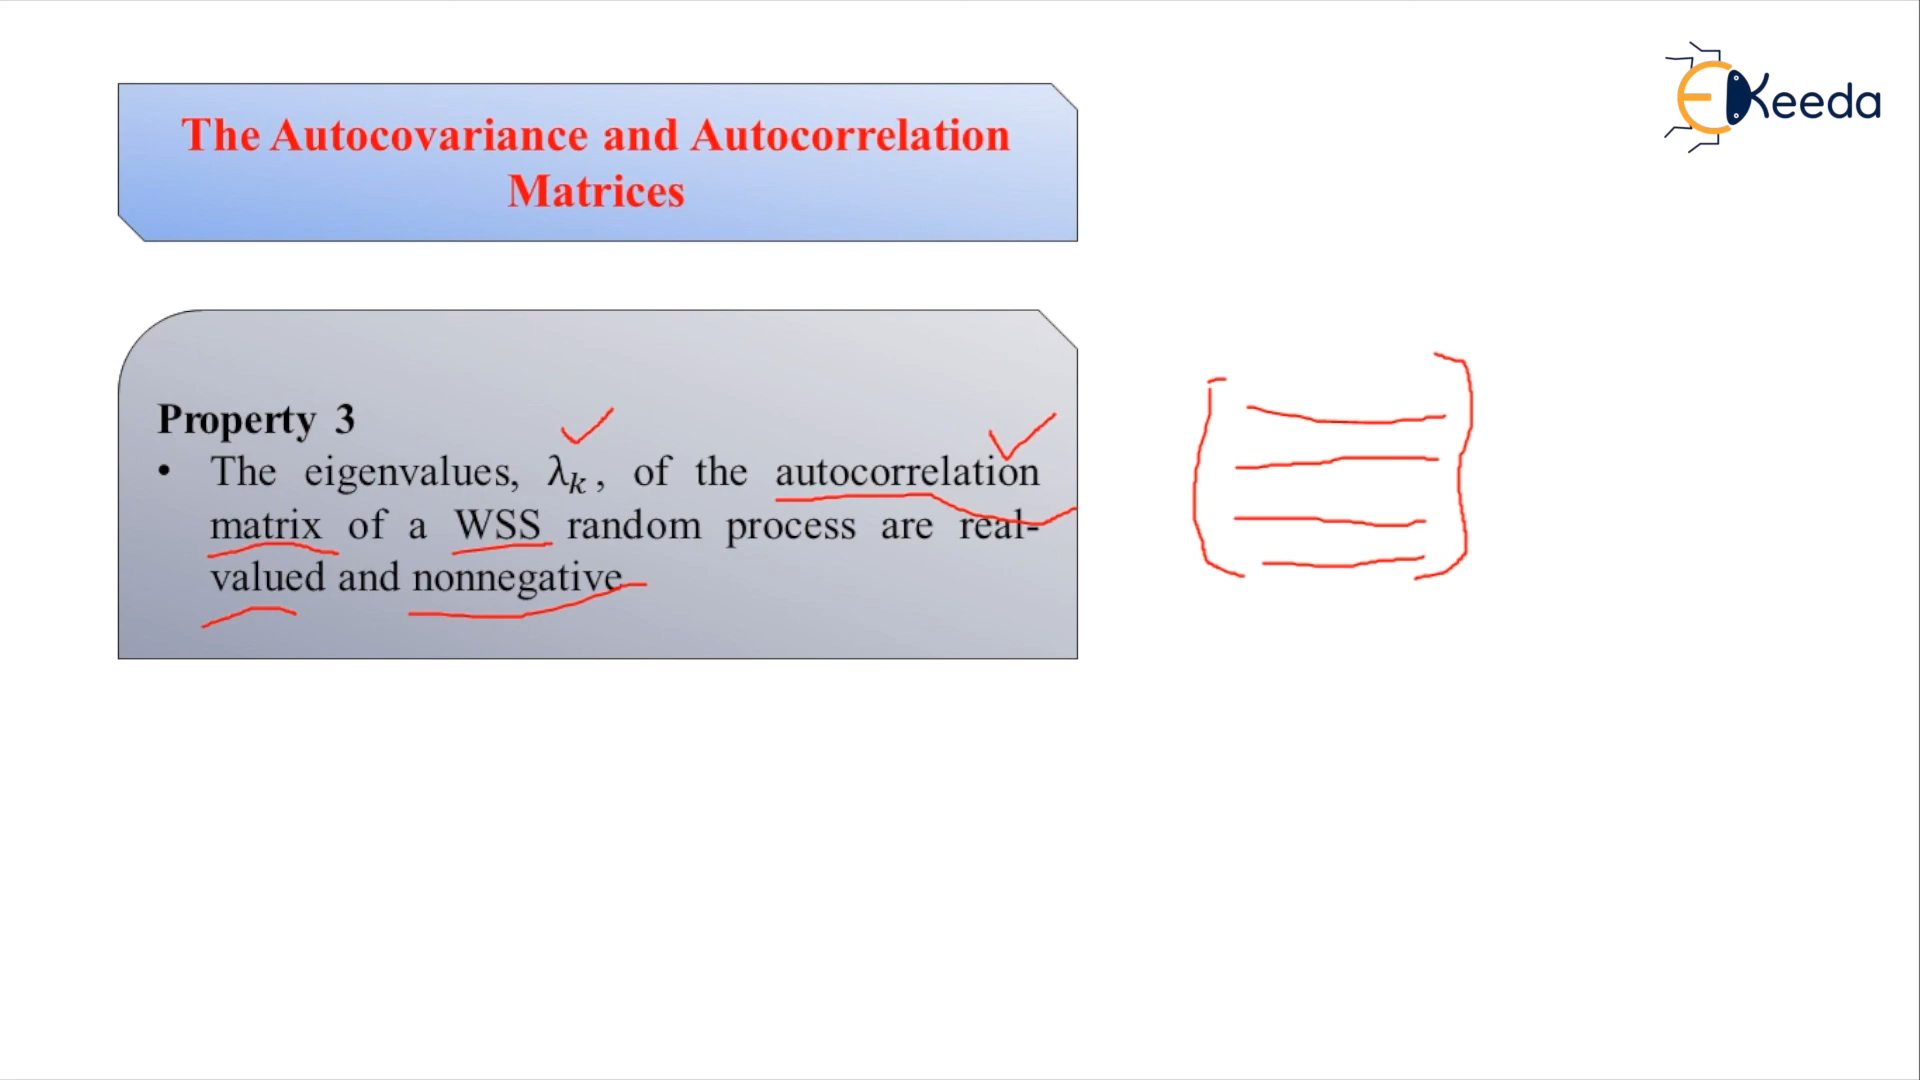 EKeeda
The Autocovariance and Autocorrelation
Matrices
Property 3
• The eigenvalues, λₖ, of the autocorrelation
matrix of a WSS random process are real-
valued and nonnegative